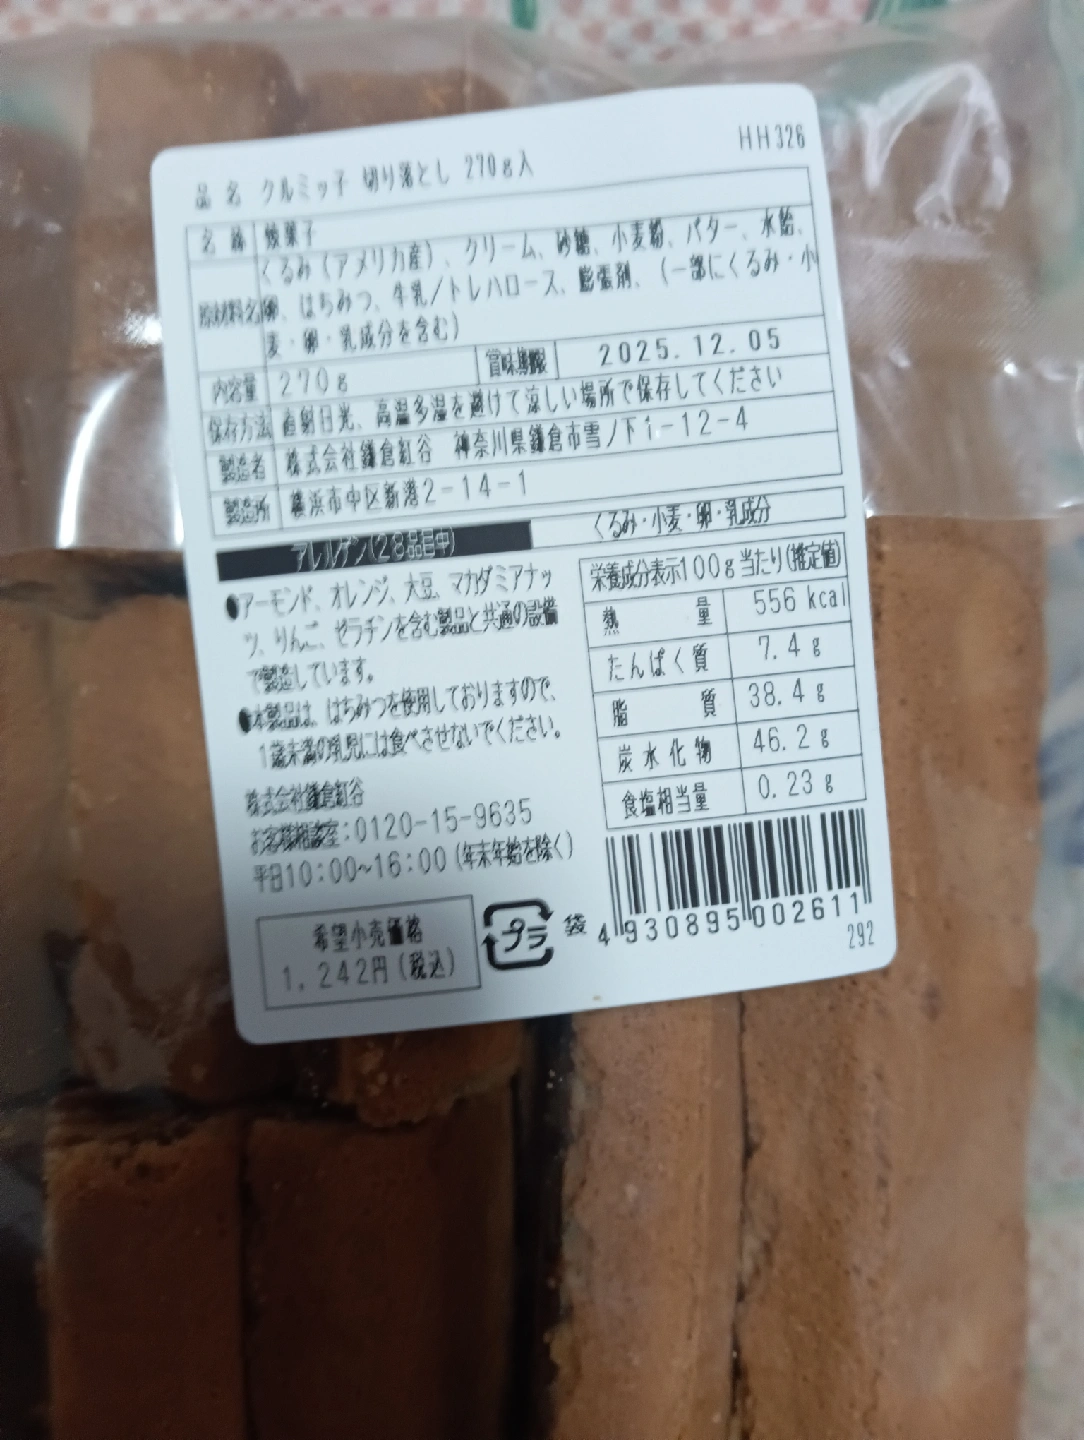 HH326
品名 クルミッ子 切り落とし 270g入
名称 焼菓子
原材料名 くるみ(アメリカ産)、クリーム、砂糖、小麦粉、バター、水飴、
卵、はちみつ、牛乳/トレハロース、膨張剤、(一部にくるみ・小
麦・卵・乳成分を含む)
内容量 270g 賞味期限 2025.12.05
保存方法 直射日光、高温多湿を避けて涼しい場所で保存してください
製造者 株式会社鎌倉紅谷 神奈川県鎌倉市雪ノ下1-12-4
製造所 横浜市中区新港2-14-1
アレルゲン(28品目中) くるみ・小麦・卵・乳成分
●アーモンド、オレンジ、大豆、マカダミアナッ
ツ、りんご、ゼラチンを含む製品と共通の設備
で製造しています。
●本製品は、はちみつを使用しておりますので、
1歳未満の乳児には食べさせないでください。
株式会社鎌倉紅谷
お客様相談室:0120-15-9635
平日10:00~16:00(年末年始を除く)
希望小売価格
1,242円(税込)
プラ 袋
栄養成分表示100g当たり(推定値)
熱量 556 kcal
たんぱく質 7.4 g
脂質 38.4 g
炭水化物 46.2 g
食塩相当量 0.23 g
4 930895 002611
292